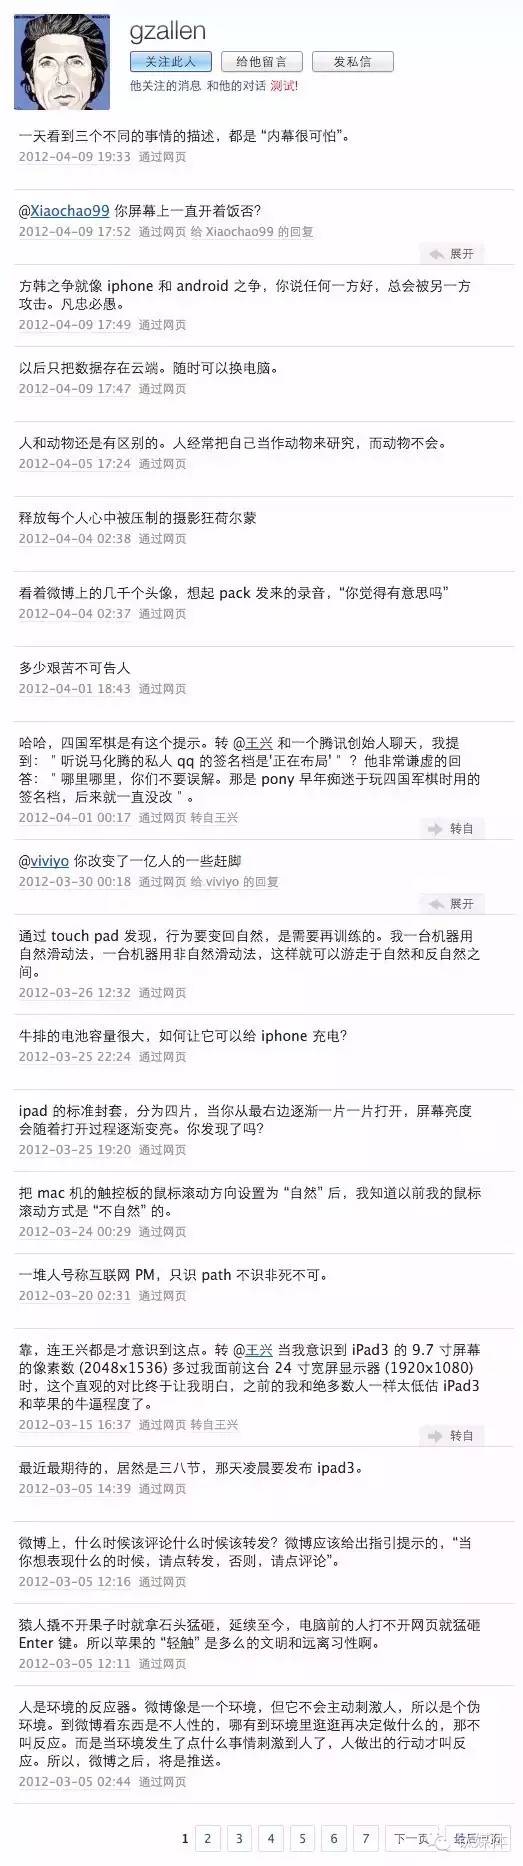 gzallen
关注此人 给他留言 发私信
他关注的消息 和他的对话 测试!
一天看到三个不同的事情的描述，都是 “内幕很可怕”。
2012-04-09 19:33 通过网页
@Xiaochao99 你屏幕上一直开着饭否？
2012-04-09 17:52 通过网页 给 Xiaochao99 的回复
展开
方韩之争就像 iphone 和 android 之争，你说任何一方好，总会被另一方
攻击。凡忠必愚。
2012-04-09 17:49 通过网页
以后只把数据存在云端。随时可以换电脑。
2012-04-09 17:47 通过网页
人和动物还是有区别的。人经常把自己当作动物来研究，而动物不会。
2012-04-05 17:24 通过网页
释放每个人心中被压制的摄影狂荷尔蒙
2012-04-04 02:38 通过网页
看着微博上的几千个头像，想起 pack 发来的录音，“你觉得有意思吗”
2012-04-04 02:37 通过网页
多少艰苦不可告人
2012-04-01 18:43 通过网页
哈哈，四国军棋是有这个提示。转 @王兴 和一个腾讯创始人聊天，我提
到： " 听说马化腾的私人 qq 的签名档是'正在布局' " ？他非常谦虚的回
答： " 哪里哪里，你们不要误解。那是 pony 早年痴迷于玩四国军棋时用的
签名档，后来就一直没改 " 。
2012-04-01 00:17 通过网页 转自王兴
转自
@viviyo 你改变了一亿人的一些赶脚
2012-03-30 00:18 通过网页 给 viviyo 的回复
展开
通过 touch pad 发现，行为要变回自然，是需要再训练的。我一台机器用
自然滑动法，一台机器用非自然滑动法，这样就可以游走于自然和反自然之
间。
2012-03-26 12:32 通过网页
牛排的电池容量很大，如何让它可以给 iphone 充电？
2012-03-25 22:24 通过网页
ipad 的标准封套，分为四片，当你从最右边逐渐一片一片打开，屏幕亮度
会随着打开过程逐渐变亮。你发现了吗？
2012-03-25 19:20 通过网页
把 mac 机的触控板的鼠标滚动方向设置为 “自然” 后，我知道以前我的鼠标
滚动方式是 “不自然” 的。
2012-03-24 00:29 通过网页
一堆人号称互联网 PM，只识 path 不识非死不可。
2012-03-20 02:31 通过网页
靠，连王兴都是才意识到这点。转 @王兴 当我意识到 iPad3 的 9.7 寸屏幕
的像素数 (2048x1536) 多过我面前这台 24 寸宽屏显示器 (1920x1080)
时，这个直观的对比终于让我明白，之前的我和绝多数人一样太低估 iPad3
和苹果的牛逼程度了。
2012-03-15 16:37 通过网页 转自王兴
转自
最近最期待的，居然是三八节，那天凌晨要发布 ipad3。
2012-03-05 14:39 通过网页
微博上，什么时候该评论什么时候该转发？微博应该给出指引提示的，“当
你想表现什么的时候，请点转发，否则，请点评论”。
2012-03-05 12:16 通过网页
猿人撬不开果子时就拿石头猛砸，延续至今，电脑前的人打不开网页就猛砸
Enter 键。所以苹果的 “轻触” 是多么的文明和远离习性啊。
2012-03-05 12:11 通过网页
人是环境的反应器。微博像是一个环境，但它不会主动刺激人，所以是个伪
环境。到微博看东西是不人性的，哪有到环境里逛逛再决定做什么的，那不
叫反应。而是当环境发生了点什么事情刺激到人了，人做出的行动才叫反
应。所以，微博之后，将是推送。
2012-03-05 02:44 通过网页
1 2 3 4 5 6 7 下一页